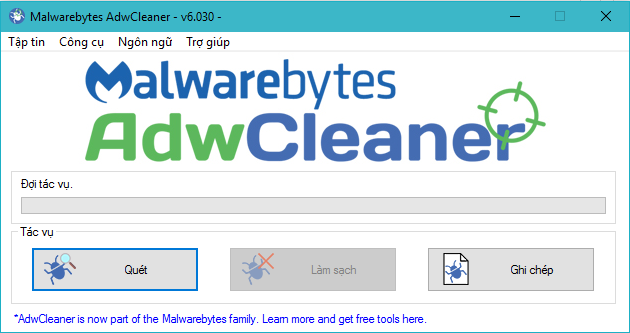 Malwarebytes AdwCleaner - v6.030 -
Tập tin Công cụ Ngôn ngữ Trợ giúp
Malwarebytes
AdwCleaner
Đợi tác vụ.
Tác vụ
Quét Làm sạch Ghi chép
*AdwCleaner is now part of the Malwarebytes family. Learn more and get free tools here.